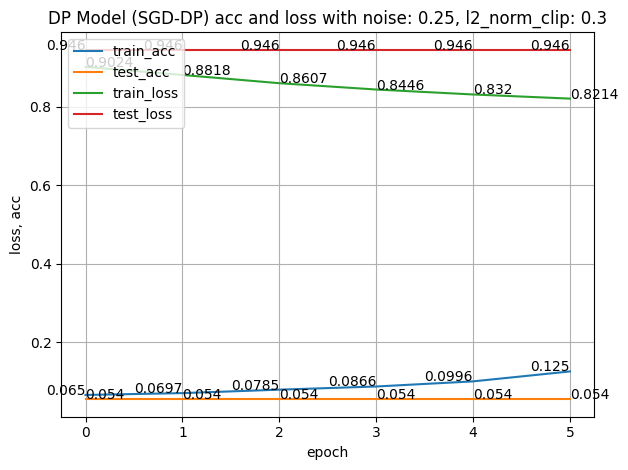 DP Model (SGD-DP) acc and loss with noise: 0.25, l2_norm_clip: 0.3
0.946 0.946 0.946 0.946 0.946 0.946
train_acc
test_acc
train_loss
test_loss
0.9024 0.8818 0.8607 0.8446 0.832 0.8214
0.8
0.6
0.4
0.2
0.0
loss, acc
0.065 0.0697 0.0785 0.0866 0.0996 0.125
0.054 0.054 0.054 0.054 0.054 0.054
0 1 2 3 4 5
epoch